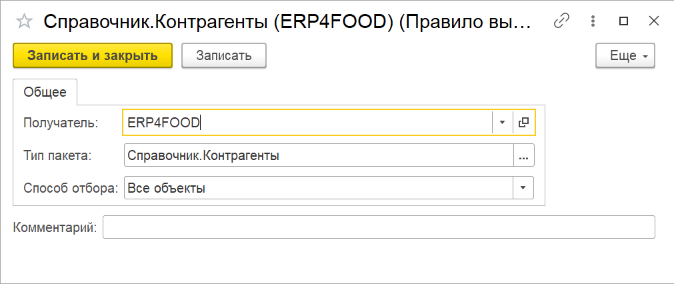 Справочник.Контрагенты (ERP4FOOD) (Правило вы...
Записать и закрыть Записать Еще
Общее
Получатель: ERP4FOOD
Тип пакета: Справочник.Контрагенты ...
Способ отбора: Все объекты
Комментарий: